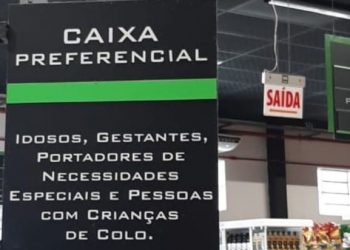 CAIXA
PREFERENCIAL
IDOSOS, GESTANTES,
PORTADORES DE
NECESSIDADES
ESPECIAIS E PESSOAS
COM CRIANÇAS
DE COLO.
SAÍDA